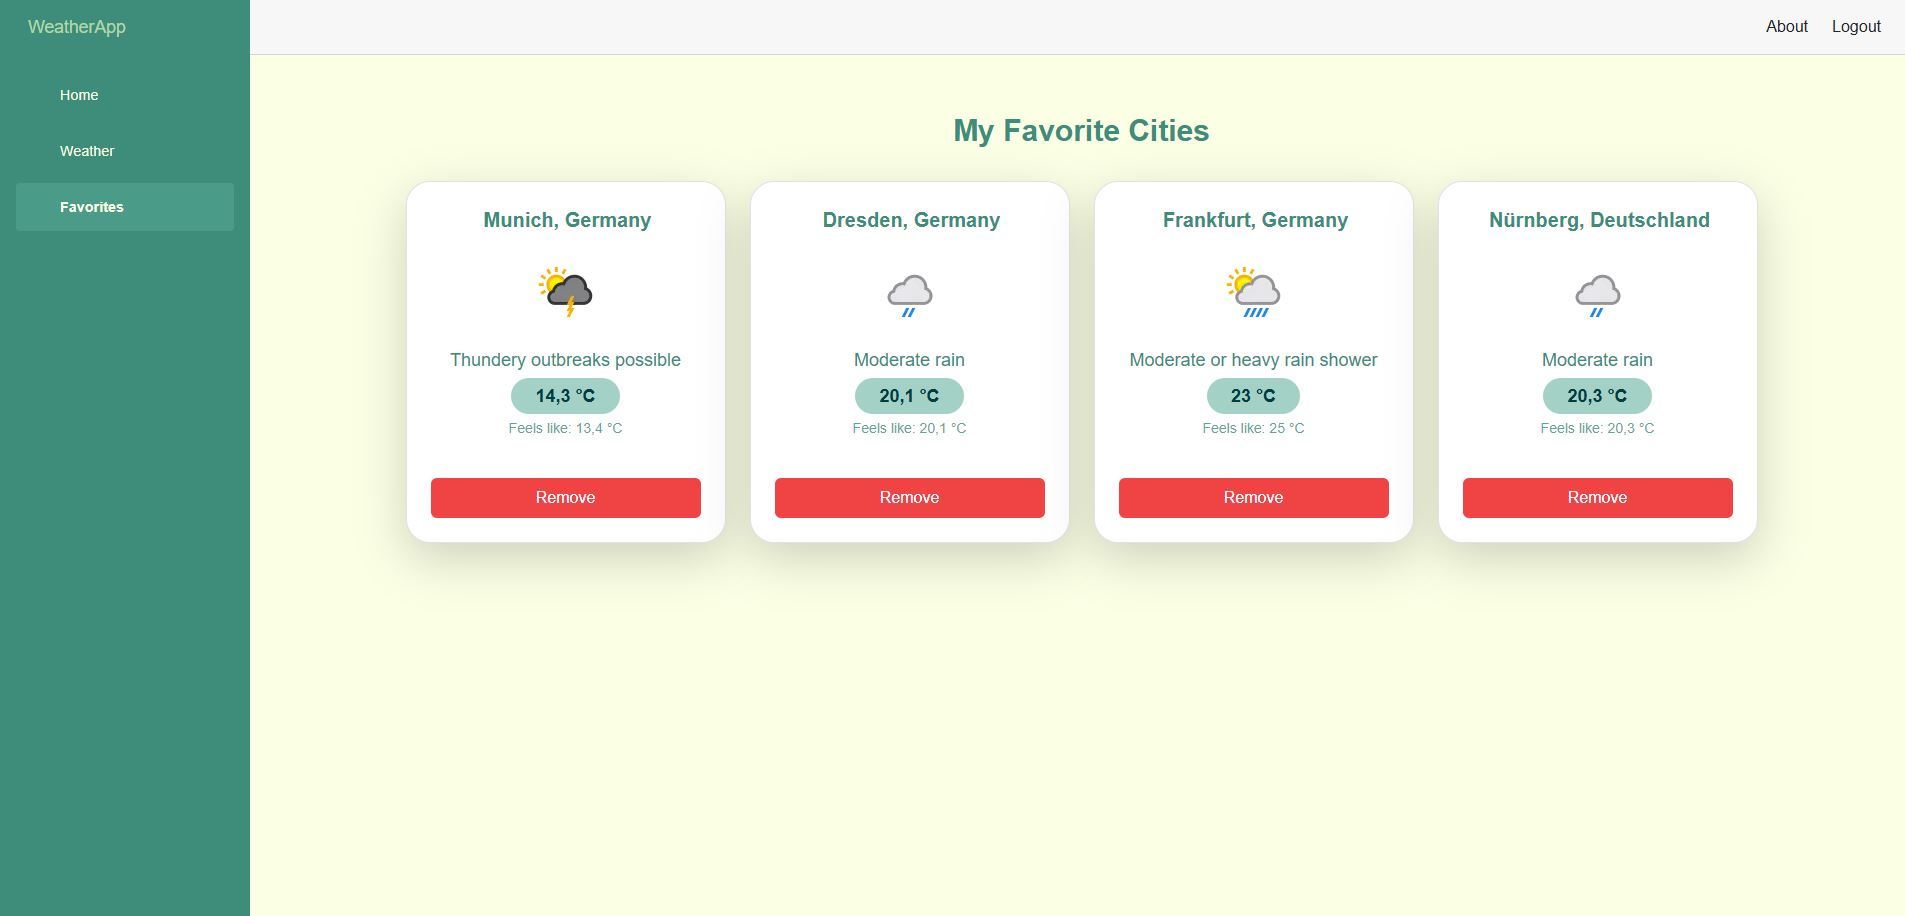 WeatherApp
About
Logout
Home
Weather
Favorites
My Favorite Cities
Munich, Germany
Thundery outbreaks possible
14,3 °C
Feels like: 13,4 °C
Remove
Dresden, Germany
Moderate rain
20,1 °C
Feels like: 20,1 °C
Remove
Frankfurt, Germany
Moderate or heavy rain shower
23 °C
Feels like: 25 °C
Remove
Nürnberg, Deutschland
Moderate rain
20,3 °C
Feels like: 20,3 °C
Remove